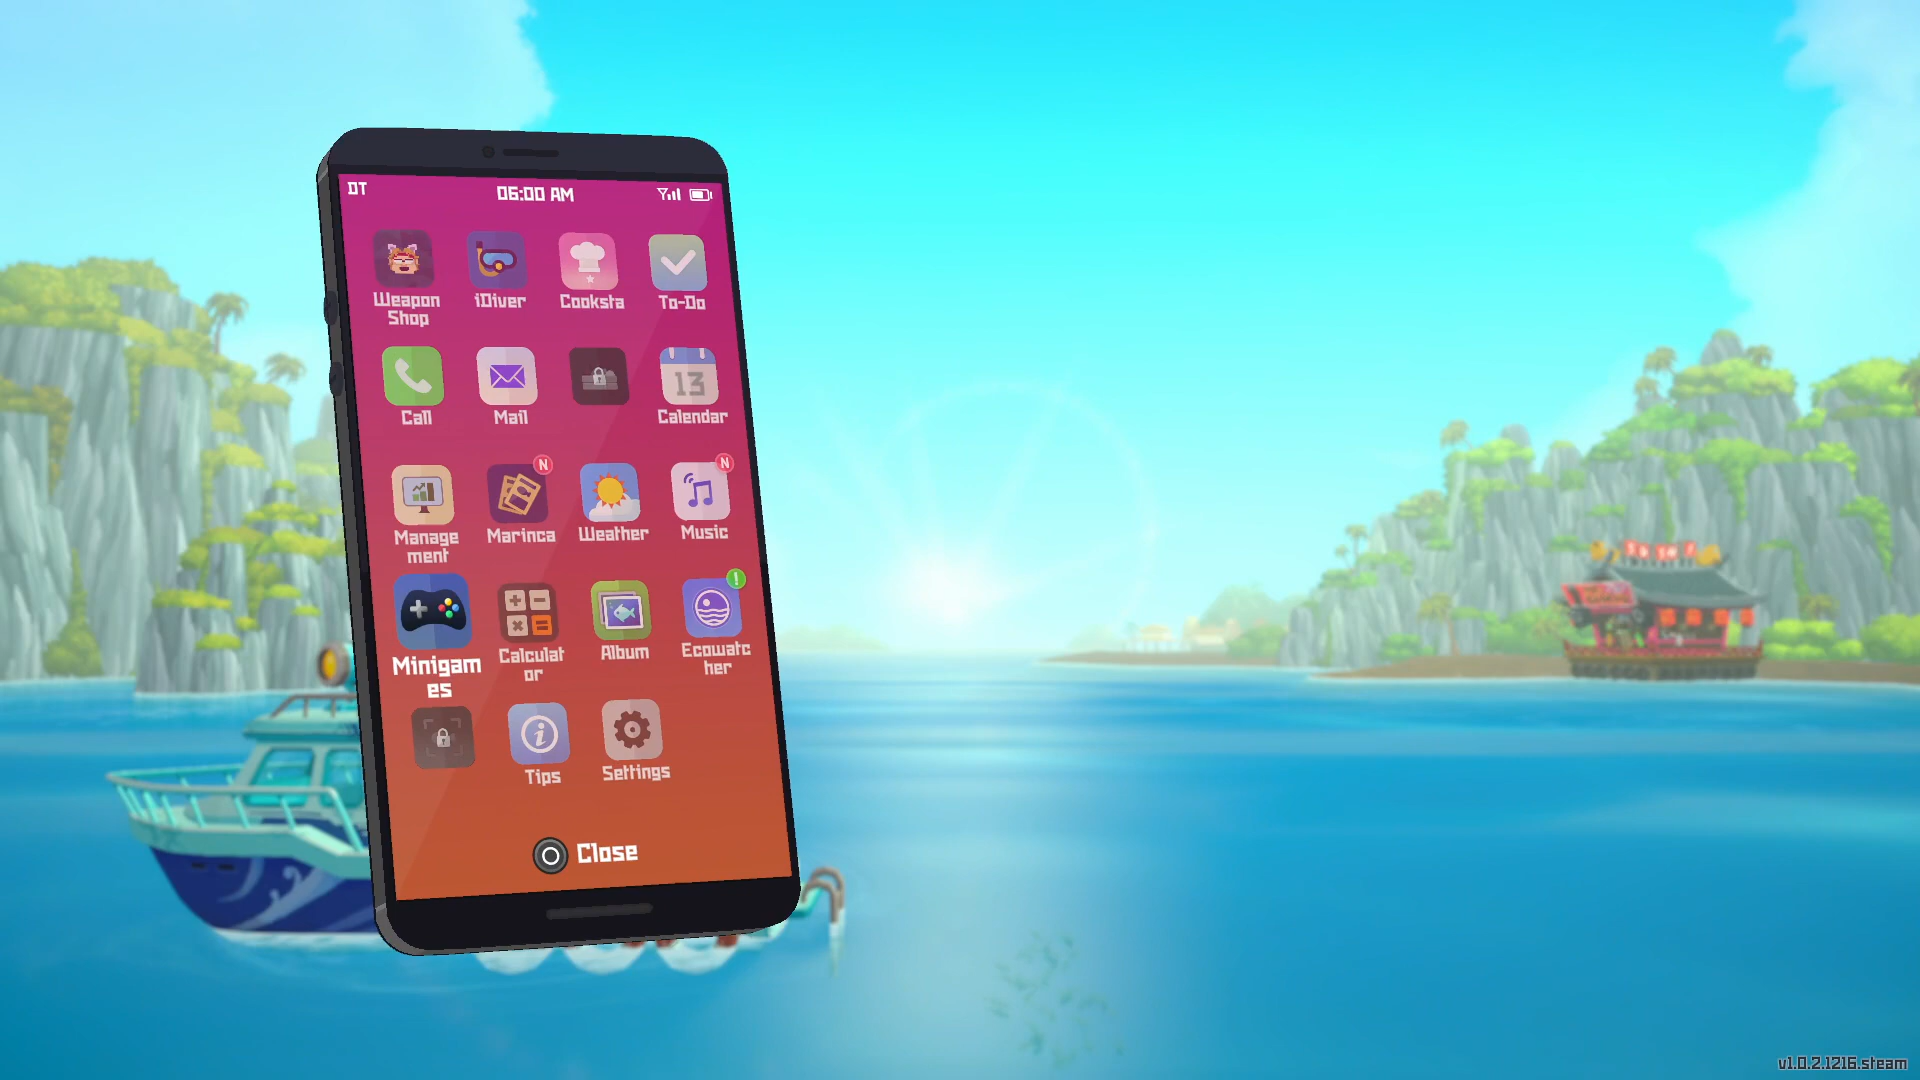 DT
06:00 AM
Weapon
Shop
iDiver
Cooksta
To-Do
Call
Mail
13
Calendar
Manage
ment
N
Marinca
Weather
N
Music
Minigam
es
Calculat
or
Album
!
Ecowatc
her
Tips
Settings
Close
v1.0.2.1216.steam